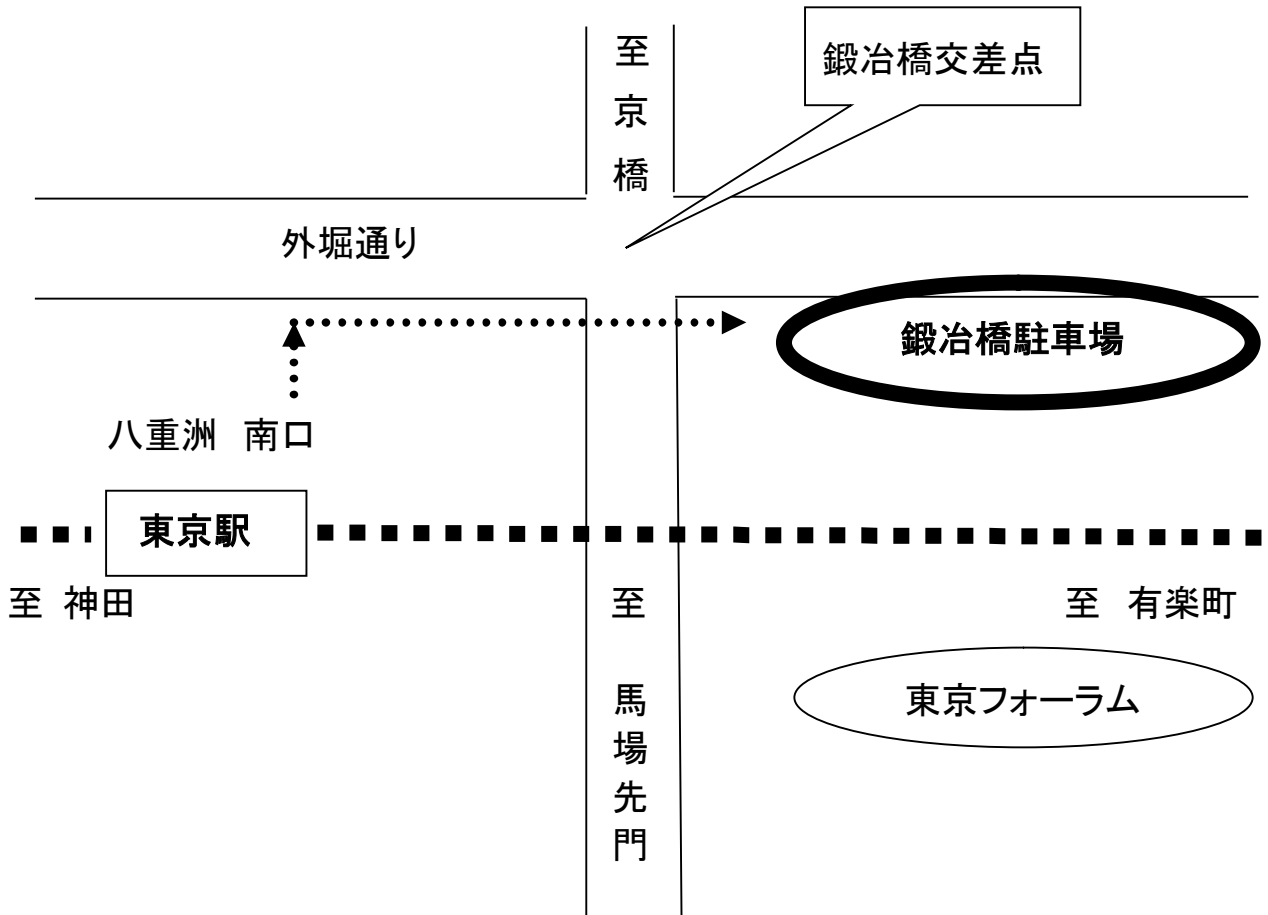 至京橋
鍛冶橋交差点
外堀通り
鍛冶橋駐車場
八重洲　南口
東京駅
至 神田
至　馬場先門
至　有楽町
東京フォーラム